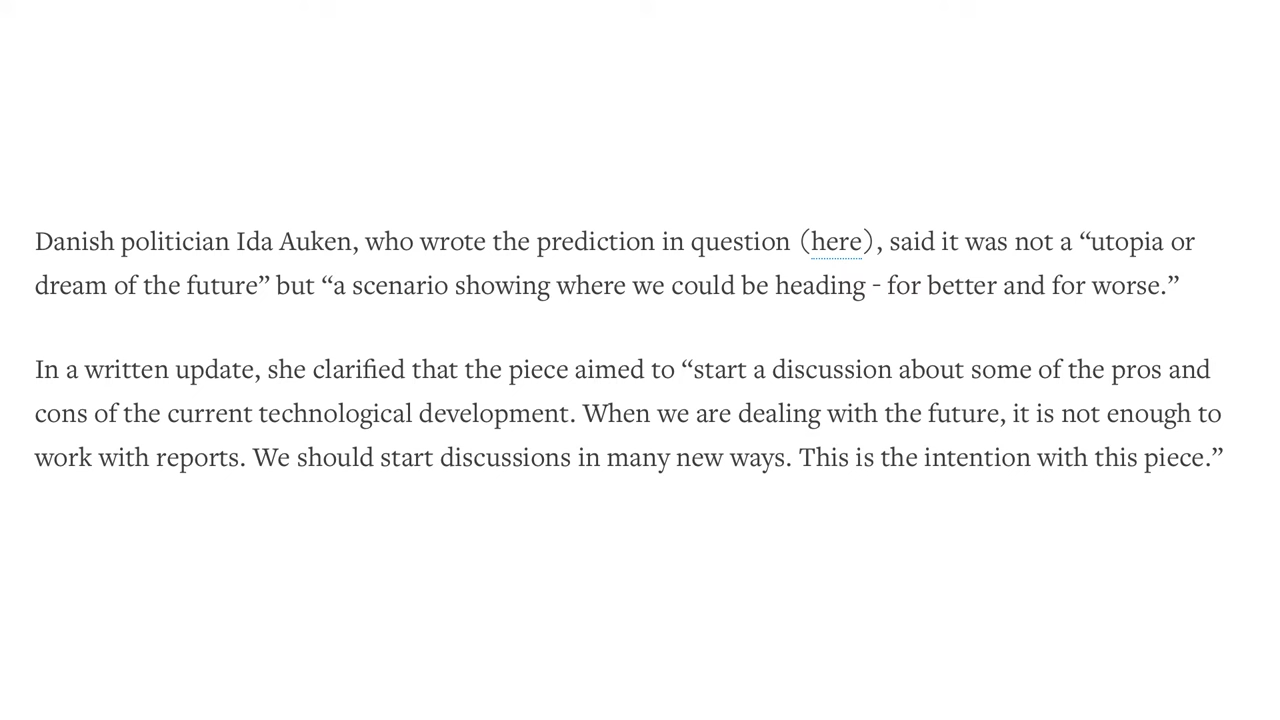 Danish politician Ida Auken, who wrote the prediction in question (here), said it was not a “utopia or
dream of the future” but “a scenario showing where we could be heading - for better and for worse.”
In a written update, she clarified that the piece aimed to “start a discussion about some of the pros and
cons of the current technological development. When we are dealing with the future, it is not enough to
work with reports. We should start discussions in many new ways. This is the intention with this piece.”